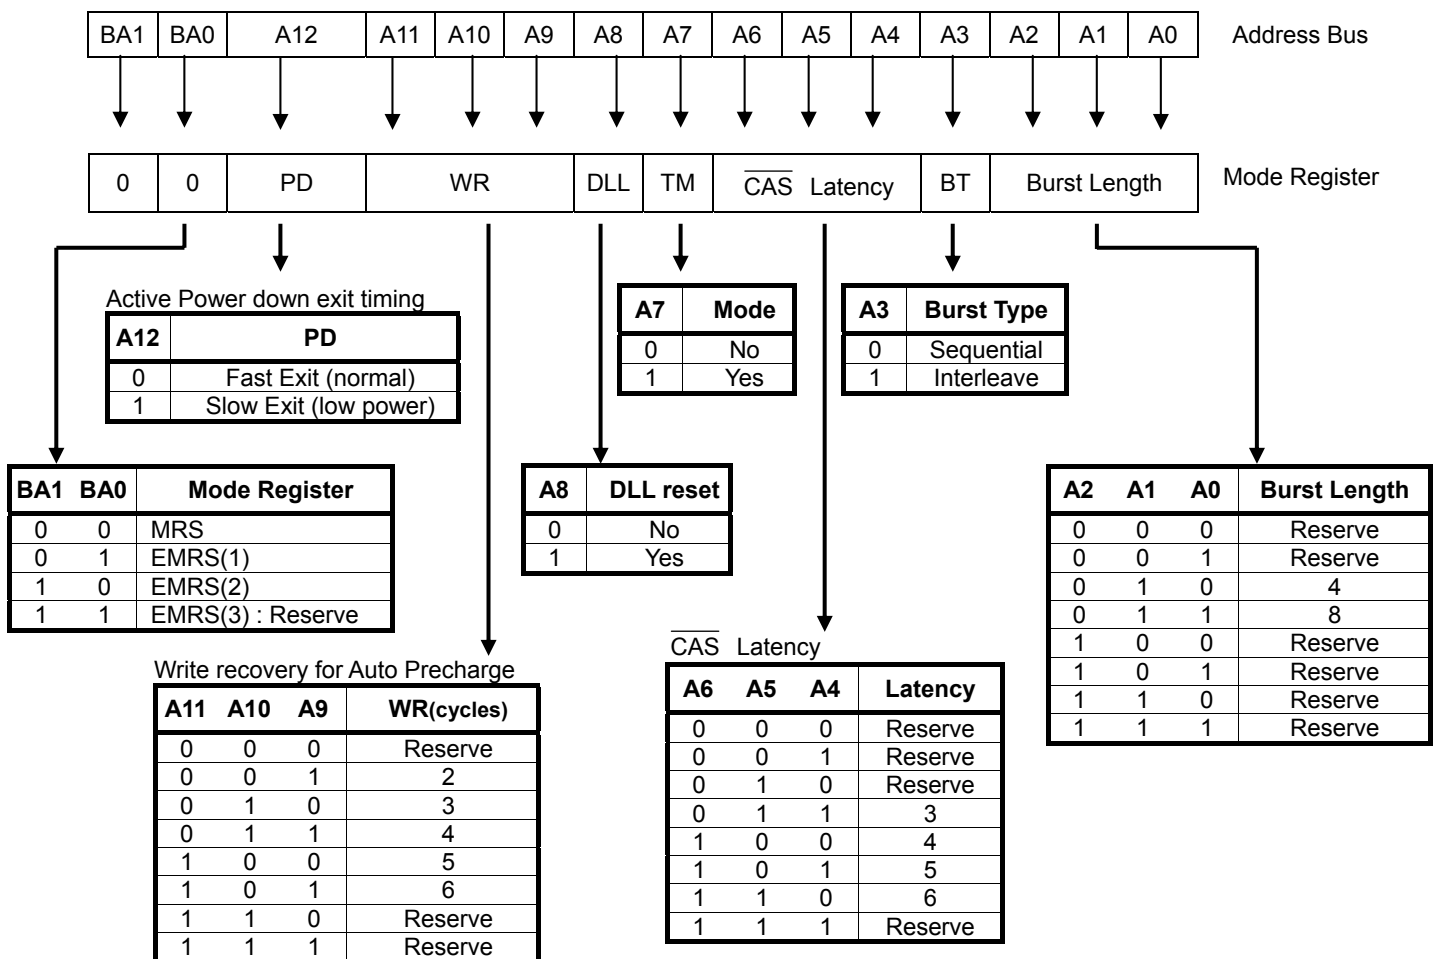 BA1 BA0 A12 A11 A10 A9 A8 A7 A6 A5 A4 A3 A2 A1 A0 Address Bus
0 0 PD WR DLL TM CAS Latency BT Burst Length Mode Register
Active Power down exit timing
A12 PD
0 Fast Exit (normal)
1 Slow Exit (low power)
A7 Mode
0 No
1 Yes
A3 Burst Type
0 Sequential
1 Interleave
BA1 BA0 Mode Register
0 0 MRS
0 1 EMRS(1)
1 0 EMRS(2)
1 1 EMRS(3) : Reserve
A8 DLL reset
0 No
1 Yes
A2 A1 A0 Burst Length
0 0 0 Reserve
0 0 1 Reserve
0 1 0 4
0 1 1 8
1 0 0 Reserve
1 0 1 Reserve
1 1 0 Reserve
1 1 1 Reserve
Write recovery for Auto Precharge
A11 A10 A9 WR(cycles)
0 0 0 Reserve
0 0 1 2
0 1 0 3
0 1 1 4
1 0 0 5
1 0 1 6
1 1 0 Reserve
1 1 1 Reserve
CAS Latency
A6 A5 A4 Latency
0 0 0 Reserve
0 0 1 Reserve
0 1 0 Reserve
0 1 1 3
1 0 0 4
1 0 1 5
1 1 0 6
1 1 1 Reserve